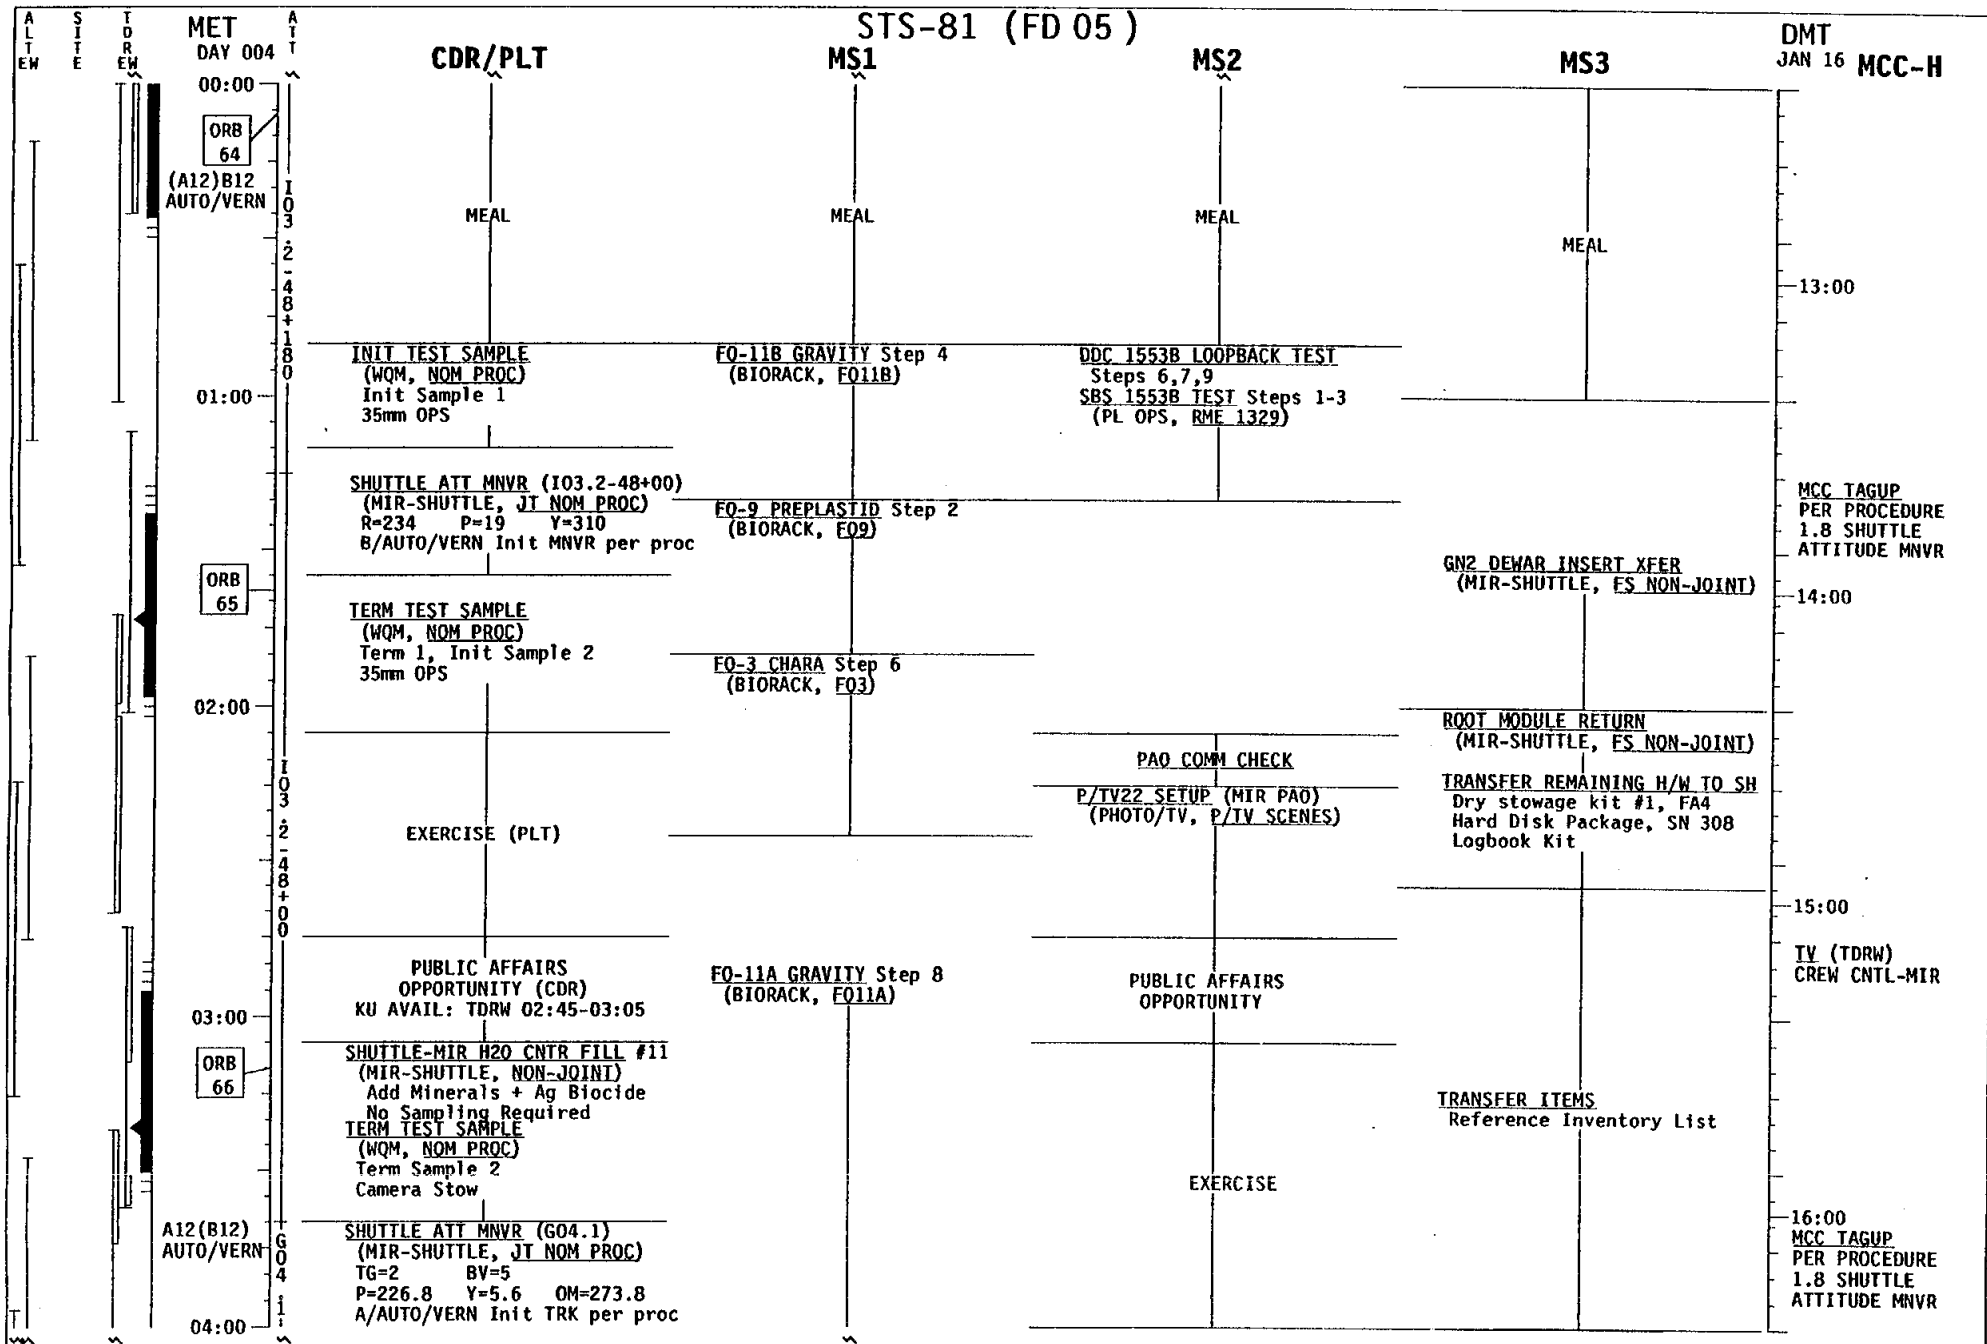 STS-81 (FD 05)
ALTEW
SITE
TDREW
MET
DAY 004
ATT
CDR/PLT
MS1
MS2
MS3
DMT
JAN 16
MCC-H
00:00
ORB
64
(A12)B12
AUTO/VERN
01:00
ORB
65
02:00
03:00
ORB
66
A12(B12)
AUTO/VERN
04:00
IO3.2-48+180
IO3.2-48+00
GO4.1
MEAL
INIT TEST SAMPLE
(WQM, NOM PROC)
Init Sample 1
35mm OPS
SHUTTLE ATT MNVR (IO3.2-48+00)
(MIR-SHUTTLE, JT NOM PROC)
R=234 P=19 Y=310
B/AUTO/VERN Init MNVR per proc
TERM TEST SAMPLE
(WQM, NOM PROC)
Term 1, Init Sample 2
35mm OPS
EXERCISE (PLT)
PUBLIC AFFAIRS
OPPORTUNITY (CDR)
KU AVAIL: TDRW 02:45-03:05
SHUTTLE-MIR H2O CNTR FILL #11
(MIR-SHUTTLE, NON-JOINT)
Add Minerals + Ag Biocide
No Sampling Required
TERM TEST SAMPLE
(WQM, NOM PROC)
Term Sample 2
Camera Stow
SHUTTLE ATT MNVR (GO4.1)
(MIR-SHUTTLE, JT NOM PROC)
TG=2 BV=5
P=226.8 Y=5.6 OM=273.8
A/AUTO/VERN Init TRK per proc
MEAL
FO-11B GRAVITY Step 4
(BIORACK, FO11B)
FO-9 PREPLASTID Step 2
(BIORACK, FO9)
FO-3 CHARA Step 6
(BIORACK, FO3)
FO-11A GRAVITY Step 8
(BIORACK, FO11A)
MEAL
DDC 1553B LOOPBACK TEST
Steps 6,7,9
SBS 1553B TEST Steps 1-3
(PL OPS, RME 1329)
PAO COMM CHECK
P/TV22 SETUP (MIR PAO)
(PHOTO/TV, P/TV SCENES)
PUBLIC AFFAIRS
OPPORTUNITY
EXERCISE
MEAL
GN2 DEWAR INSERT XFER
(MIR-SHUTTLE, FS NON-JOINT)
ROOT MODULE RETURN
(MIR-SHUTTLE, FS NON-JOINT)
TRANSFER REMAINING H/W TO SH
Dry stowage kit #1, FA4
Hard Disk Package, SN 308
Logbook Kit
TRANSFER ITEMS
Reference Inventory List
13:00
MCC TAGUP
PER PROCEDURE
1.8 SHUTTLE
ATTITUDE MNVR
14:00
15:00
TV (TDRW)
CREW CNTL-MIR
16:00
MCC TAGUP
PER PROCEDURE
1.8 SHUTTLE
ATTITUDE MNVR